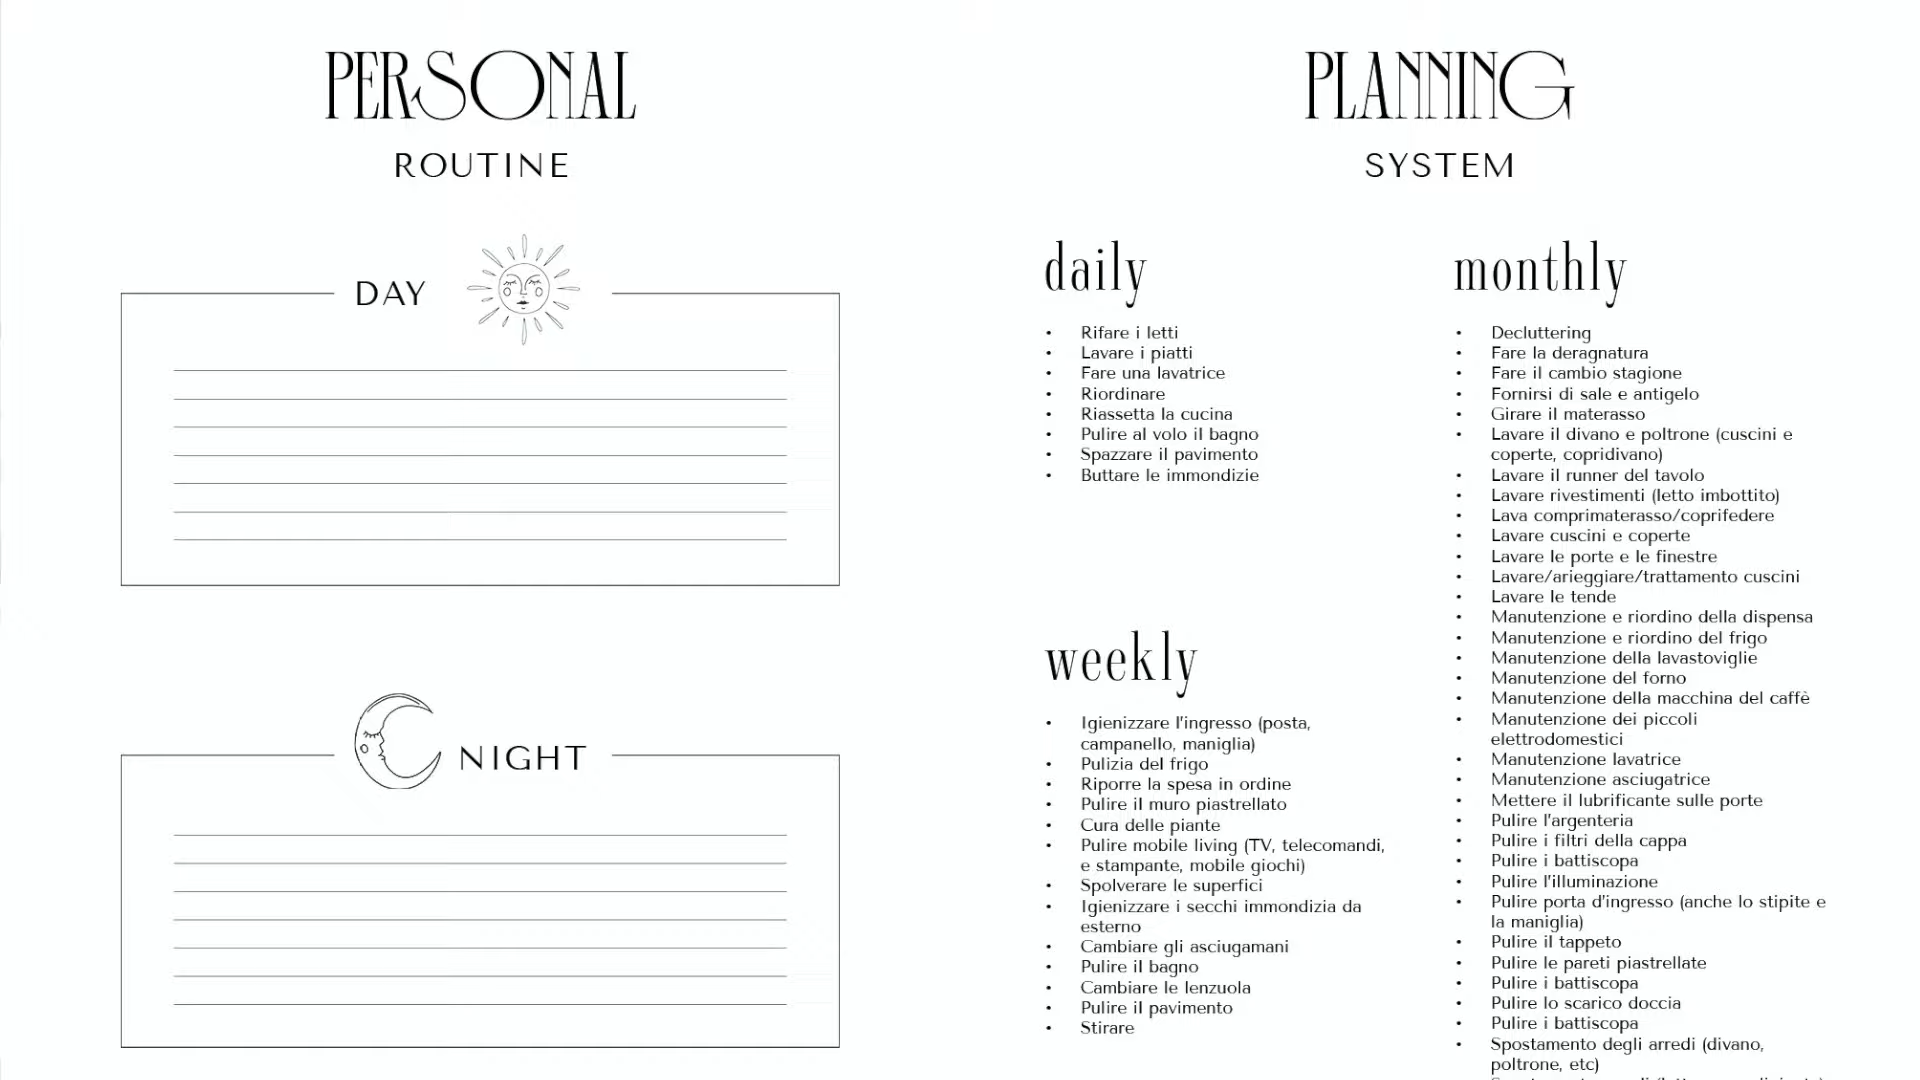 PERSONAL
ROUTINE
DAY
NIGHT
PLANNING
SYSTEM
daily
• Rifare i letti
• Lavare i piatti
• Fare una lavatrice
• Riordinare
• Riassetta la cucina
• Pulire al volo il bagno
• Spazzare il pavimento
• Buttare le immondizie
weekly
• Igienizzare l'ingresso (posta,
campanello, maniglia)
• Pulizia del frigo
• Riporre la spesa in ordine
• Pulire il muro piastrellato
• Cura delle piante
• Pulire mobile living (TV, telecomandi,
e stampante, mobile giochi)
• Spolverare le superfici
• Igienizzare i secchi immondizia da
esterno
• Cambiare gli asciugamani
• Pulire il bagno
• Cambiare le lenzuola
• Pulire il pavimento
• Stirare
monthly
• Decluttering
• Fare la deragnatura
• Fare il cambio stagione
• Fornirsi di sale e antigelo
• Girare il materasso
• Lavare il divano e poltrone (cuscini e
coperte, copridivano)
• Lavare il runner del tavolo
• Lavare rivestimenti (letto imbottito)
• Lava comprimaterasso/coprifedere
• Lavare cuscini e coperte
• Lavare le porte e le finestre
• Lavare/arieggiare/trattamento cuscini
• Lavare le tende
• Manutenzione e riordino della dispensa
• Manutenzione e riordino del frigo
• Manutenzione della lavastoviglie
• Manutenzione del forno
• Manutenzione della macchina del caffè
• Manutenzione dei piccoli
elettrodomestici
• Manutenzione lavatrice
• Manutenzione asciugatrice
• Mettere il lubrificante sulle porte
• Pulire l'argenteria
• Pulire i filtri della cappa
• Pulire i battiscopa
• Pulire l'illuminazione
• Pulire porta d'ingresso (anche lo stipite e
la maniglia)
• Pulire il tappeto
• Pulire le pareti piastrellate
• Pulire i battiscopa
• Pulire lo scarico doccia
• Pulire i battiscopa
• Spostamento degli arredi (divano,
poltrone, etc)